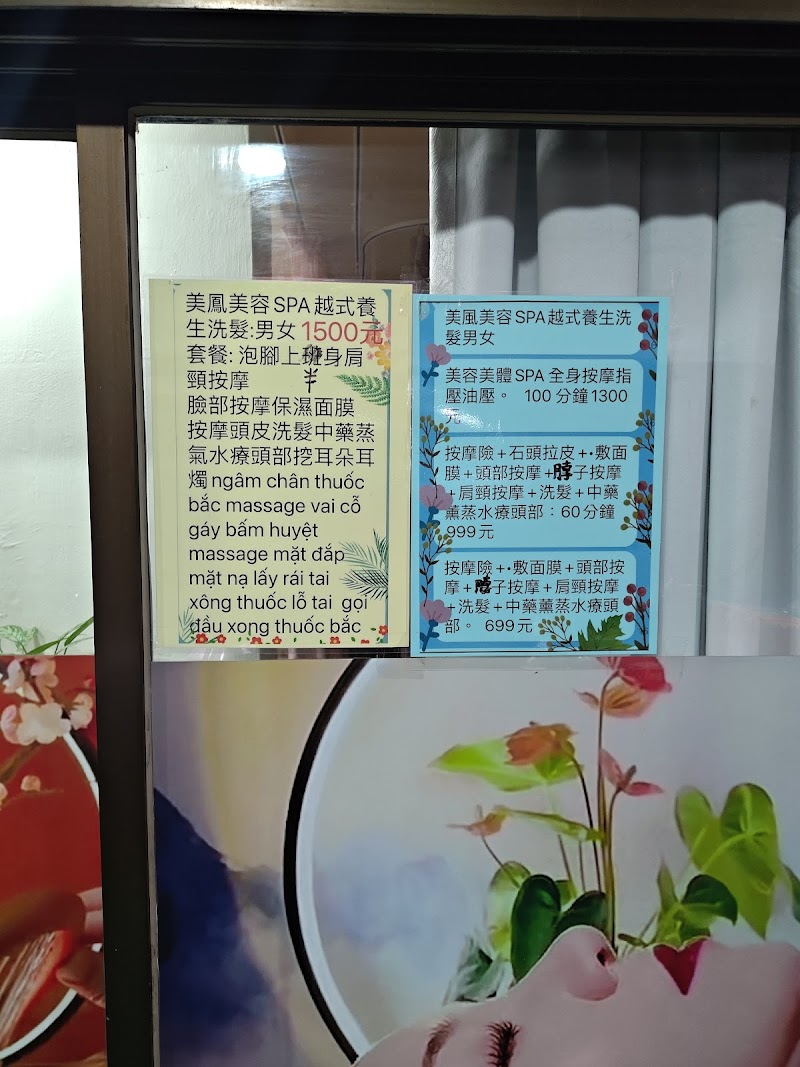 美鳳美容SPA越式養
生洗髮:男女1500元
套餐: 泡腳上半身肩
頸按摩
臉部按摩保濕面膜
按摩頭皮洗髮中藥蒸
氣水療頭部挖耳朵耳
燭 ngâm chân thuốc
bắc massage vai cỗ
gáy bấm huyệt
massage mặt đắp
mặt nạ lấy rái tai
xông thuốc lỗ tai gọi
đầu xong thuốc bắc
美風美容SPA越式養生洗
髮男女
美容美體SPA 全身按摩指
壓油壓。 100分鐘1300
元
按摩險+石頭拉皮+•敷面
膜+頭部按摩+脖子按摩
+肩頸按摩+洗髮+中藥
薰蒸水療頭部：60分鐘
999元
按摩險+•敷面膜+頭部按
摩+脖子按摩+肩頸按摩
+洗髮+中藥薰蒸水療頭
部。 699元